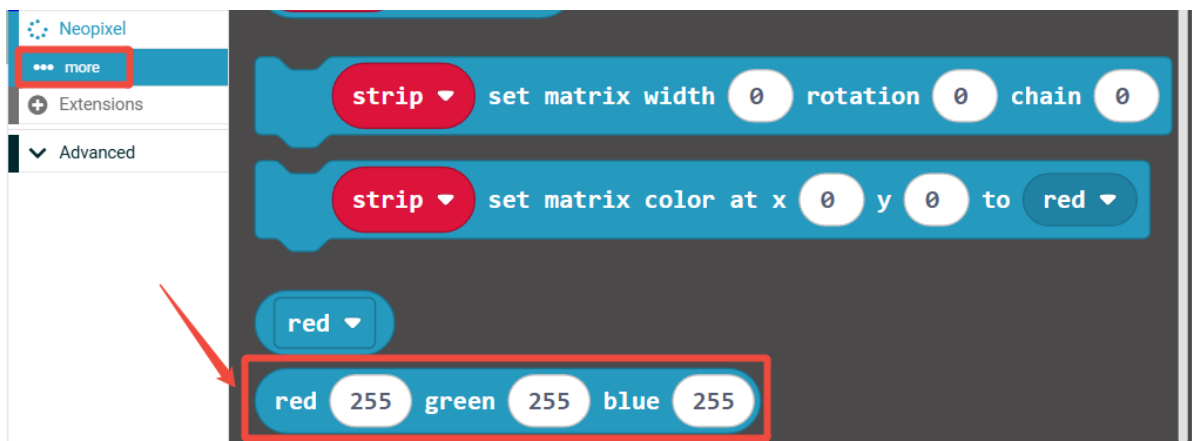 Neopixel
more
Extensions
Advanced
strip set matrix width 0 rotation 0 chain 0
strip set matrix color at x 0 y 0 to red
red
red 255 green 255 blue 255